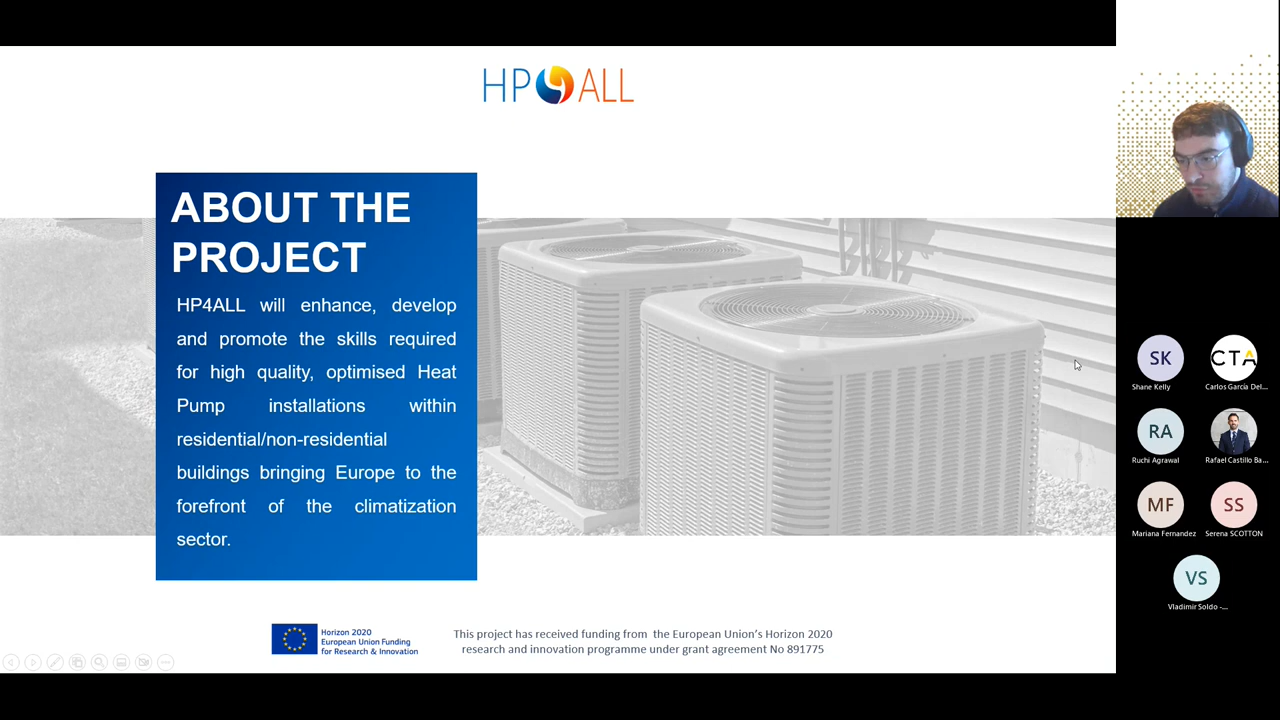 HP4ALL
ABOUT THE
PROJECT
HP4ALL will enhance, develop
and promote the skills required
for high quality, optimised Heat
Pump installations within
residential/non-residential
buildings bringing Europe to the
forefront of the climatization
sector.
Horizon 2020
European Union Funding
for Research & Innovation
This project has received funding from the European Union's Horizon 2020
research and innovation programme under grant agreement No 891775
SK
CTA
Shane Kelly
Carlos García Del...
RA
Ruchi Agrawal
Rafael Castillo Ba...
MF
SS
Mariana Fernandez
Serena SCOTTON
VS
Vladimir Soldo -...